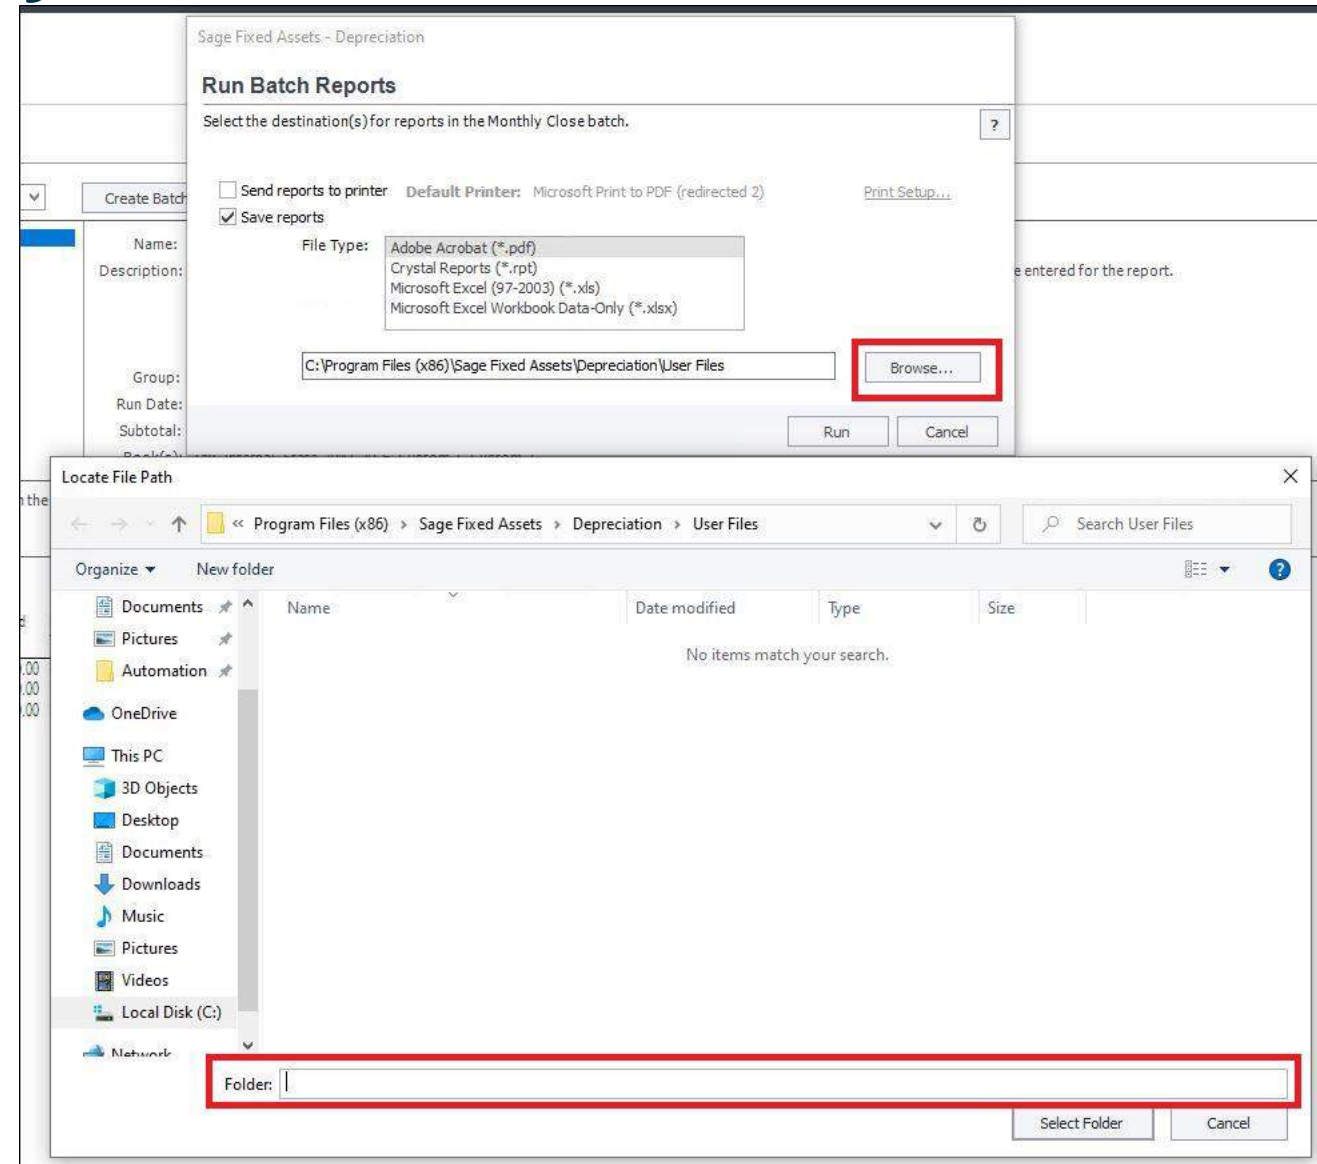 Sage Fixed Assets - Depreciation
Run Batch Reports
Select the destination(s) for reports in the Monthly Close batch.
?
Send reports to printer Default Printer: Microsoft Print to PDF (redirected 2) Print Setup...
Create Batch
Save reports
Name:
File Type:
Adobe Acrobat (*.pdf)
Description:
Crystal Reports (*.rpt)
e entered for the report.
Microsoft Excel (97-2003) (*.xls)
Microsoft Excel Workbook Data-Only (*.xlsx)
C:\Program Files (x86)\Sage Fixed Assets\Depreciation\User Files
Browse...
Group:
Run Date:
Subtotal:
Run
Cancel
Locate File Path
the
« Program Files (x86) › Sage Fixed Assets › Depreciation › User Files
Search User Files
Organize
New folder
?
Documents
Name
Date modified
Type
Size
Pictures
No items match your search.
Automation
.00
.00
.00
OneDrive
This PC
3D Objects
Desktop
Documents
Downloads
Music
Pictures
Videos
Local Disk (C:)
Network
Folder:
Select Folder
Cancel